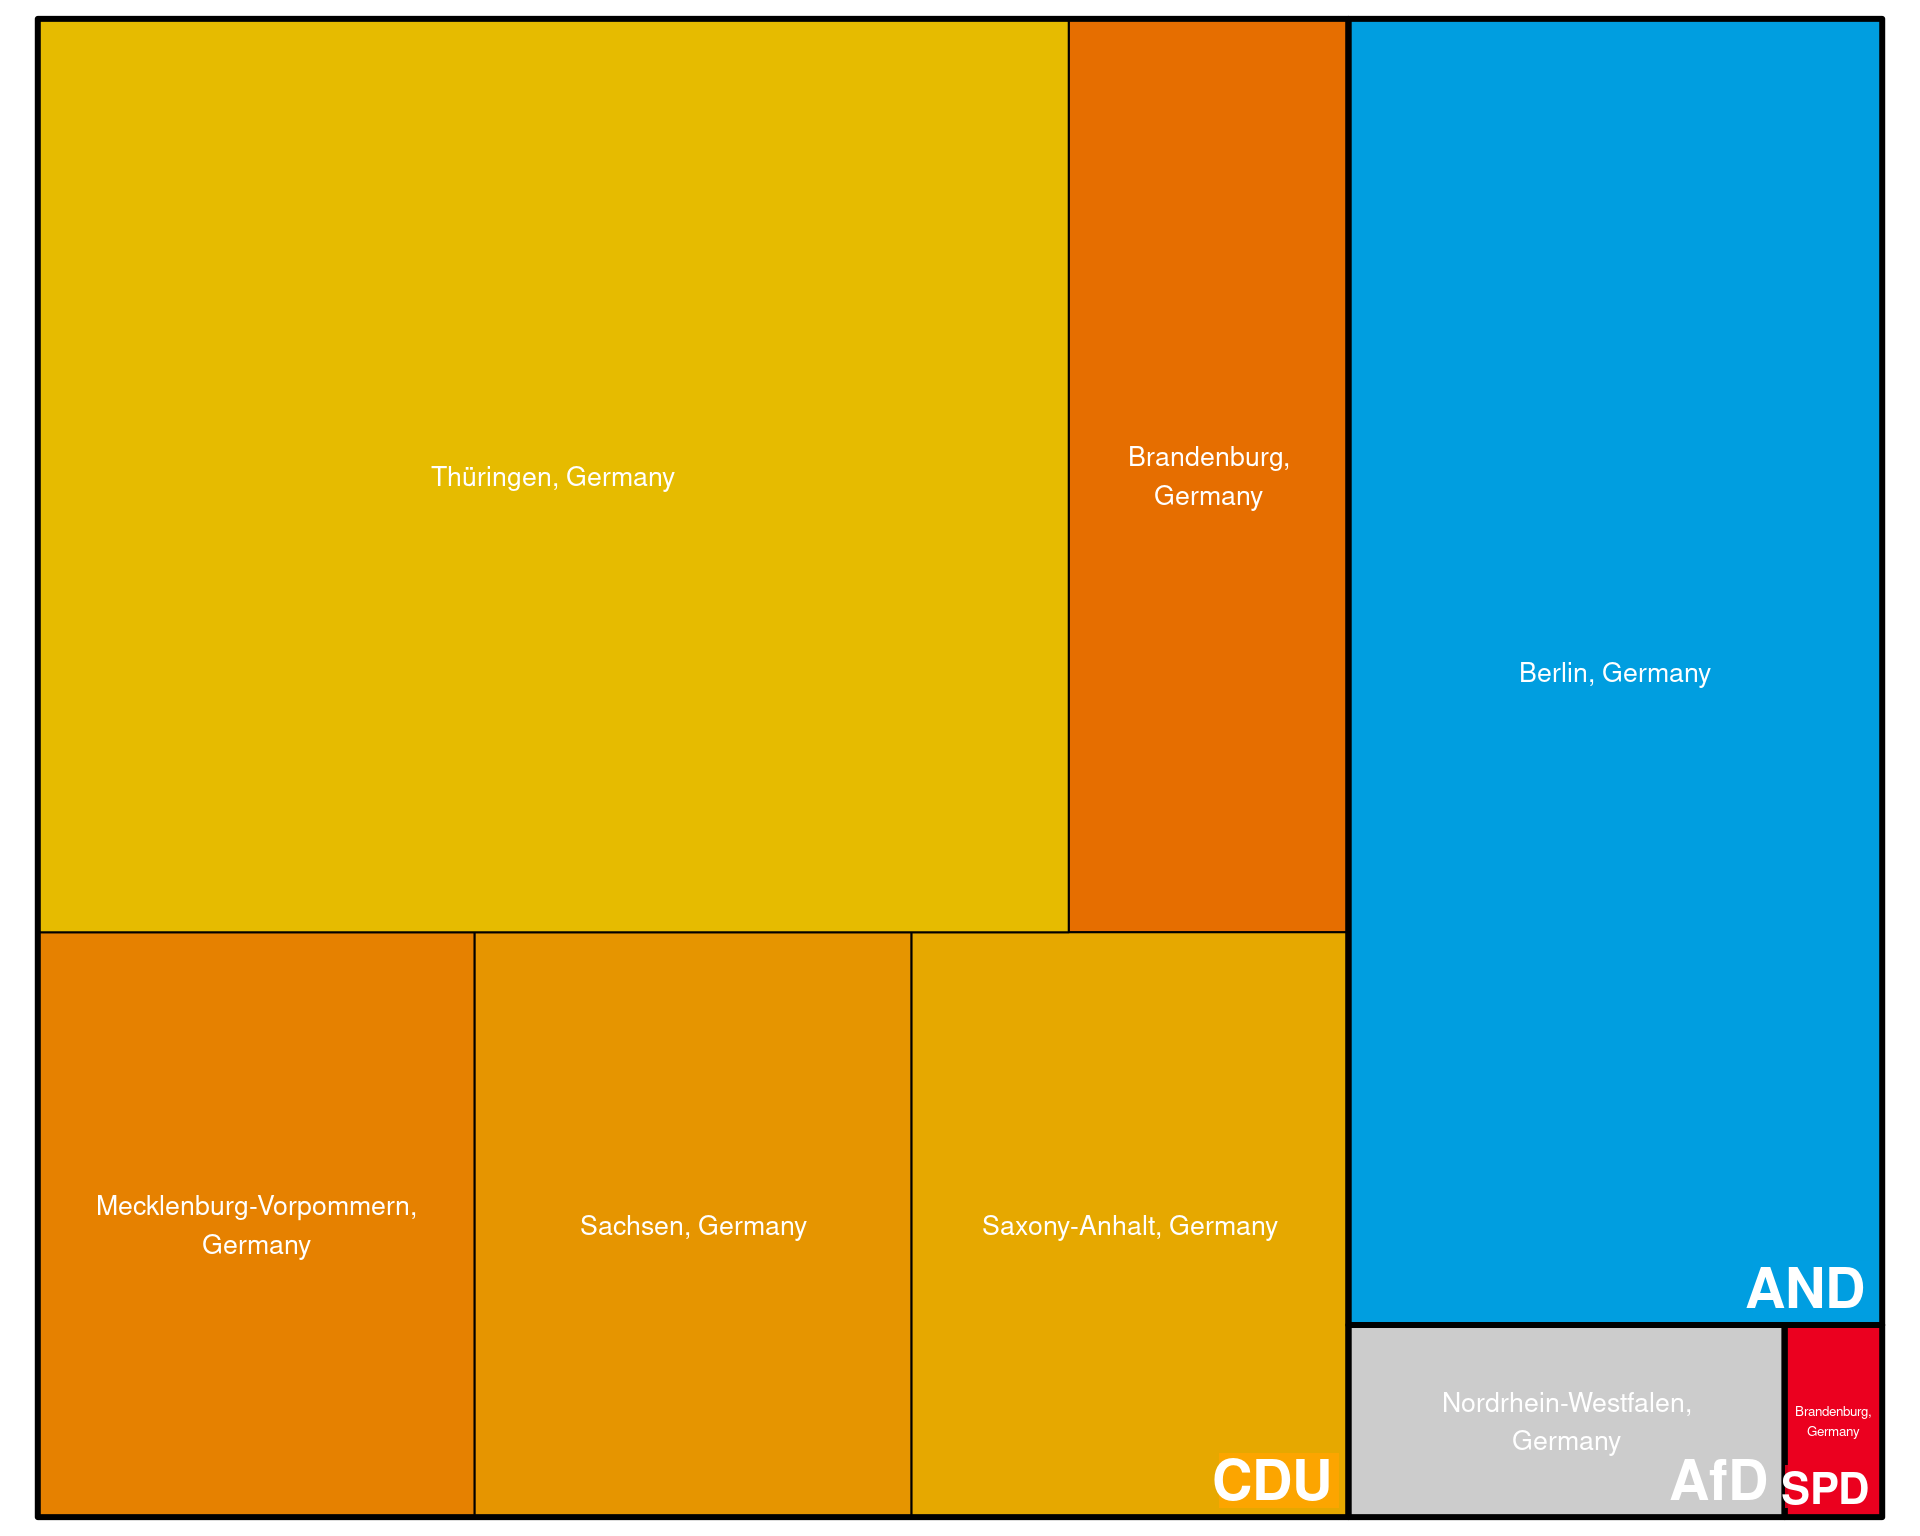 Thüringen, Germany
Brandenburg,
Germany
Berlin, Germany
Mecklenburg-Vorpommern,
Germany
Sachsen, Germany
Saxony-Anhalt, Germany
CDU
AND
Nordrhein-Westfalen,
Germany
AfD
Brandenburg,
Germany
SPD